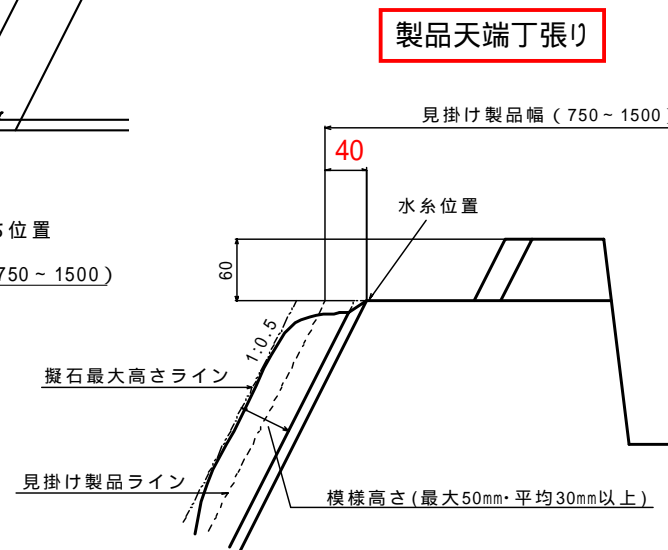 製品天端丁張り
見掛け製品幅（750~1500）
40
水糸位置
位置
750~1500）
60
1:0.5
擬石最大高さライン
見掛け製品ライン
模様高さ(最大50㎜･平均30㎜以上)